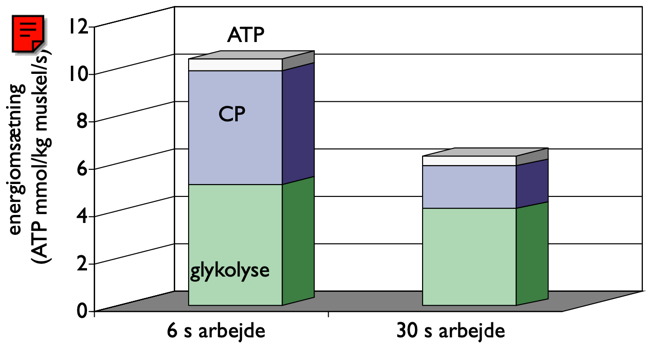 energiomsætning
(ATP mmol/kg muskel/s)
12
10
8
6
4
2
0
ATP
CP
glykolyse
6 s arbejde
30 s arbejde